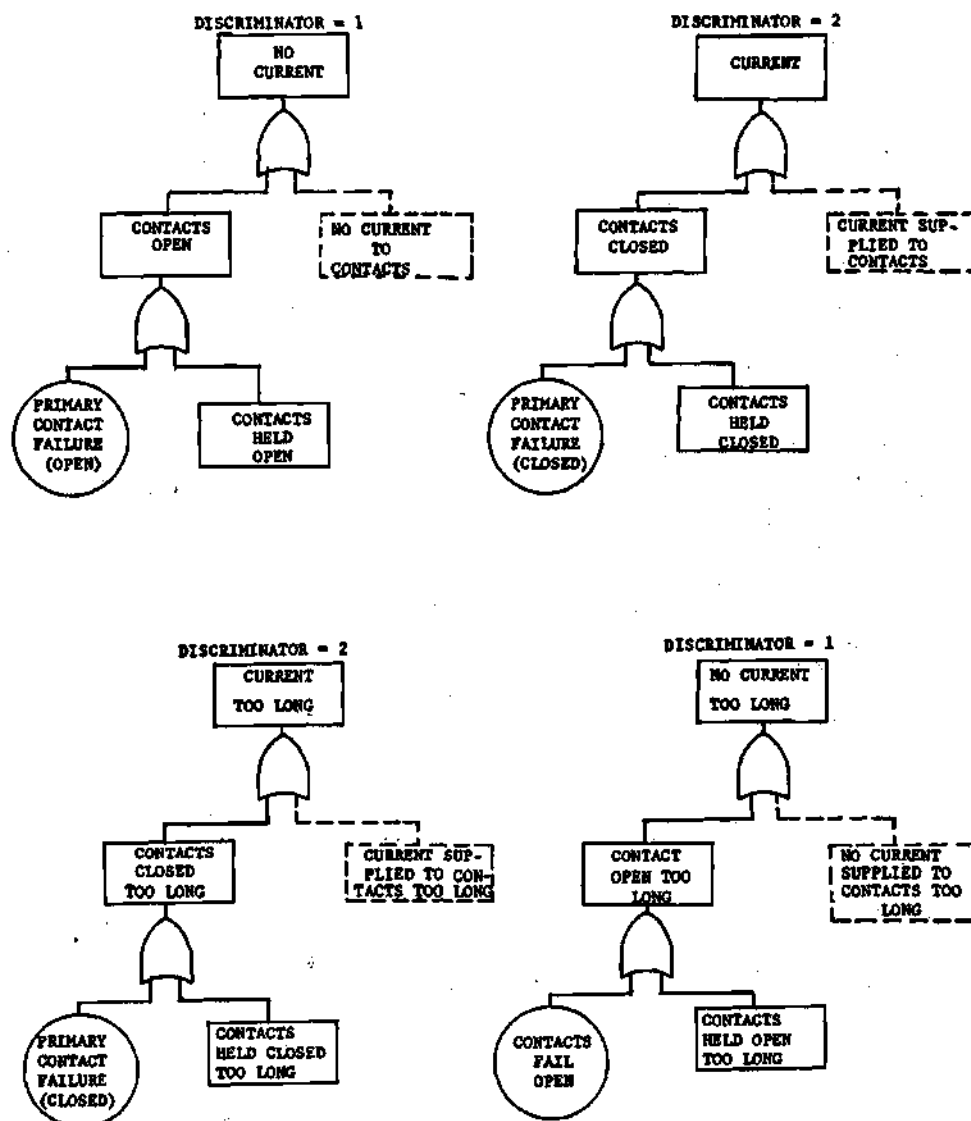 DISCRIMINATOR = 1
NO
CURRENT
CONTACTS
OPEN
NO CURRENT
TO
CONTACTS
PRIMARY
CONTACT
FAILURE
(OPEN)
CONTACTS
HELD
OPEN
DISCRIMINATOR = 2
CURRENT
CONTACTS
CLOSED
CURRENT SUP-
PLIED TO
CONTACTS
PRIMARY
CONTACT
FAILURE
(CLOSED)
CONTACTS
HELD
CLOSED
DISCRIMINATOR = 2
CURRENT
TOO LONG
CONTACTS
CLOSED
TOO LONG
CURRENT SUP-
PLIED TO CON-
TACTS TOO LONG
PRIMARY
CONTACT
FAILURE
(CLOSED)
CONTACTS
HELD CLOSED
TOO LONG
DISCRIMINATOR = 1
NO CURRENT
TOO LONG
CONTACT
OPEN TOO
LONG
NO CURRENT
SUPPLIED TO
CONTACTS TOO
LONG
CONTACTS
FAIL
OPEN
CONTACTS
HELD OPEN
TOO LONG